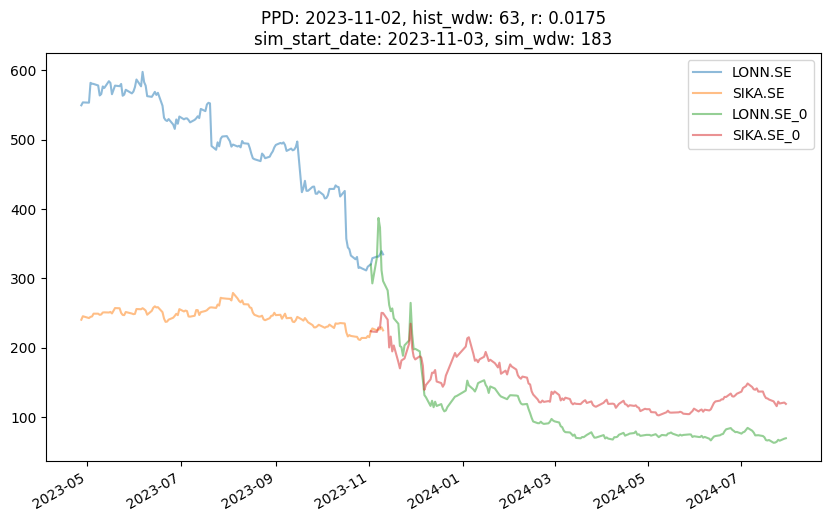 PPD: 2023-11-02, hist_wdw: 63, r: 0.0175
sim_start_date: 2023-11-03, sim_wdw: 183
LONN.SE
SIKA.SE
LONN.SE_0
SIKA.SE_0
600
500
400
300
200
100
2023-05
2023-07
2023-09
2023-11
2024-01
2024-03
2024-05
2024-07